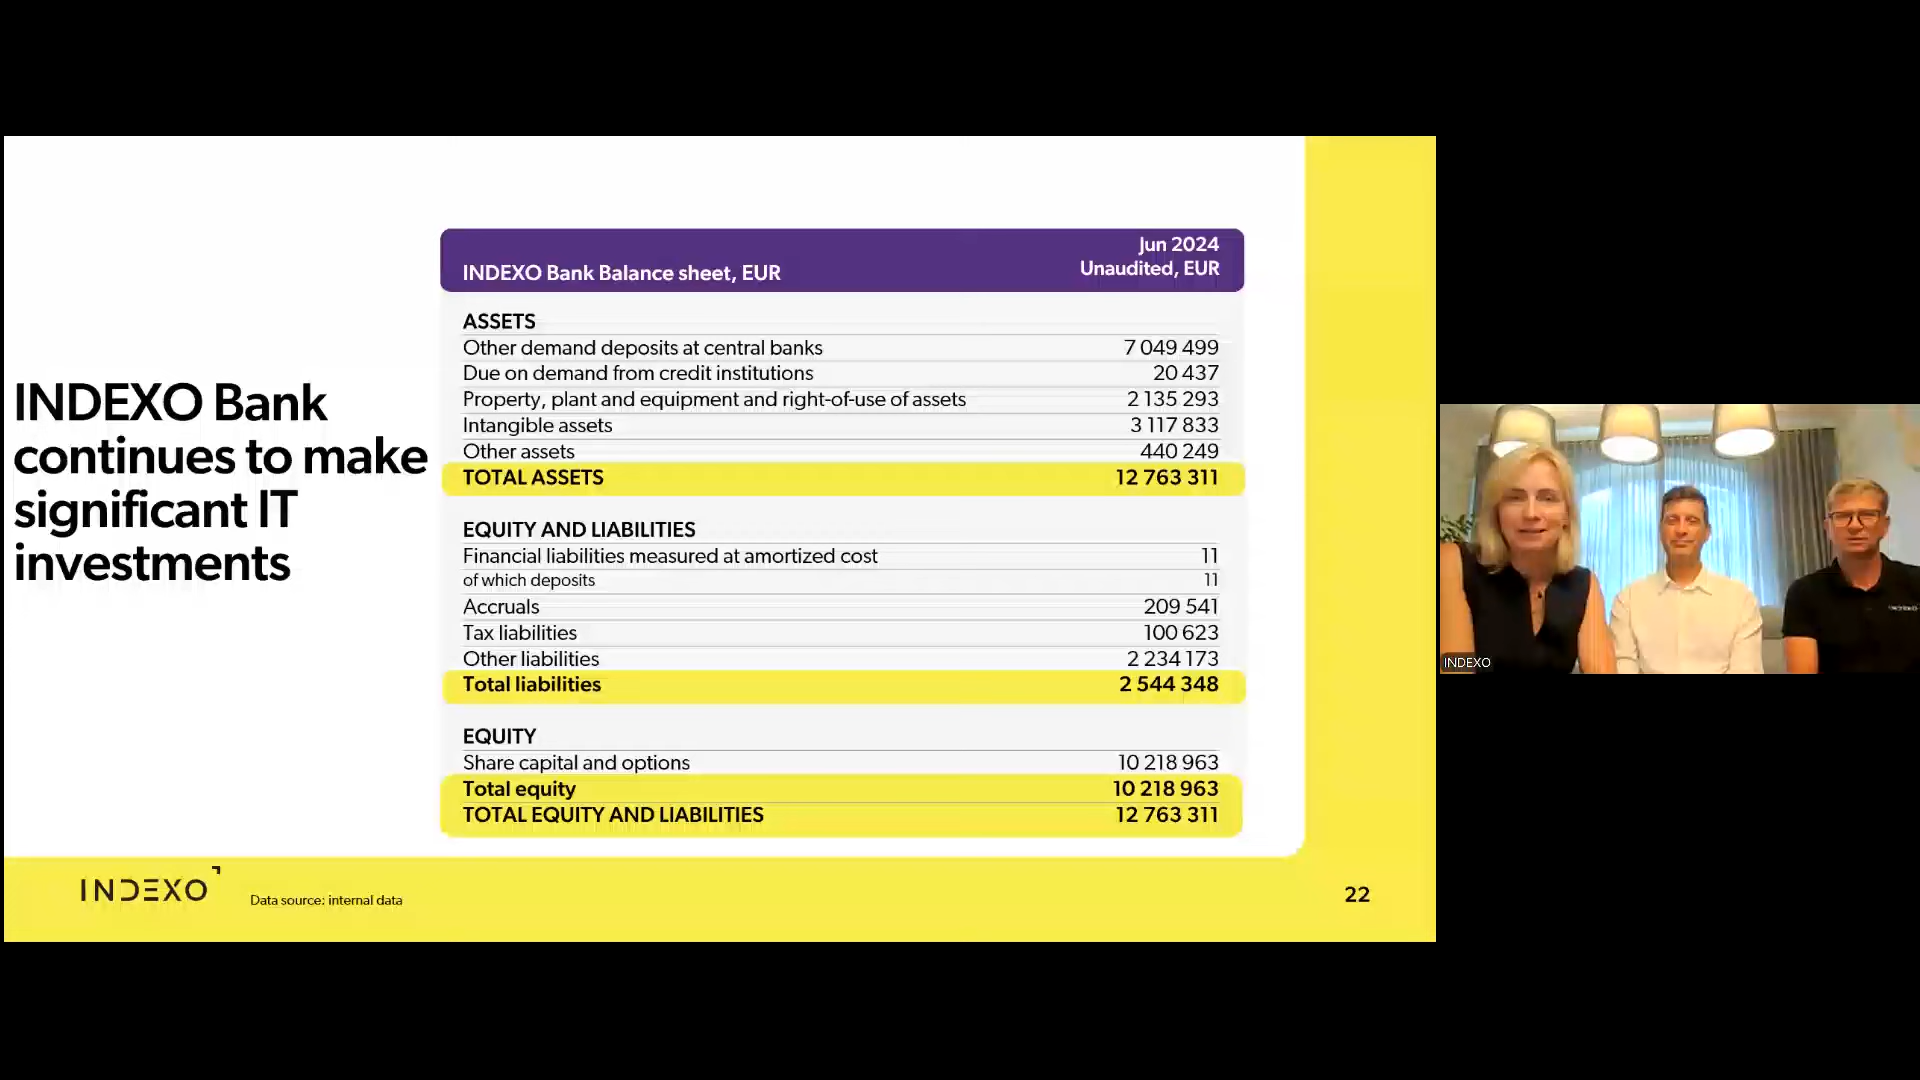 INDEXO Bank
continues to make
significant IT
investments
INDEXO Bank Balance sheet, EUR Jun 2024 Unaudited, EUR
ASSETS
Other demand deposits at central banks 7 049 499
Due on demand from credit institutions 20 437
Property, plant and equipment and right-of-use of assets 2 135 293
Intangible assets 3 117 833
Other assets 440 249
TOTAL ASSETS 12 763 311
EQUITY AND LIABILITIES
Financial liabilities measured at amortized cost 11
of which deposits 11
Accruals 209 541
Tax liabilities 100 623
Other liabilities 2 234 173
Total liabilities 2 544 348
EQUITY
Share capital and options 10 218 963
Total equity 10 218 963
TOTAL EQUITY AND LIABILITIES 12 763 311
INDEXO
Data source: internal data
22
INDEXO